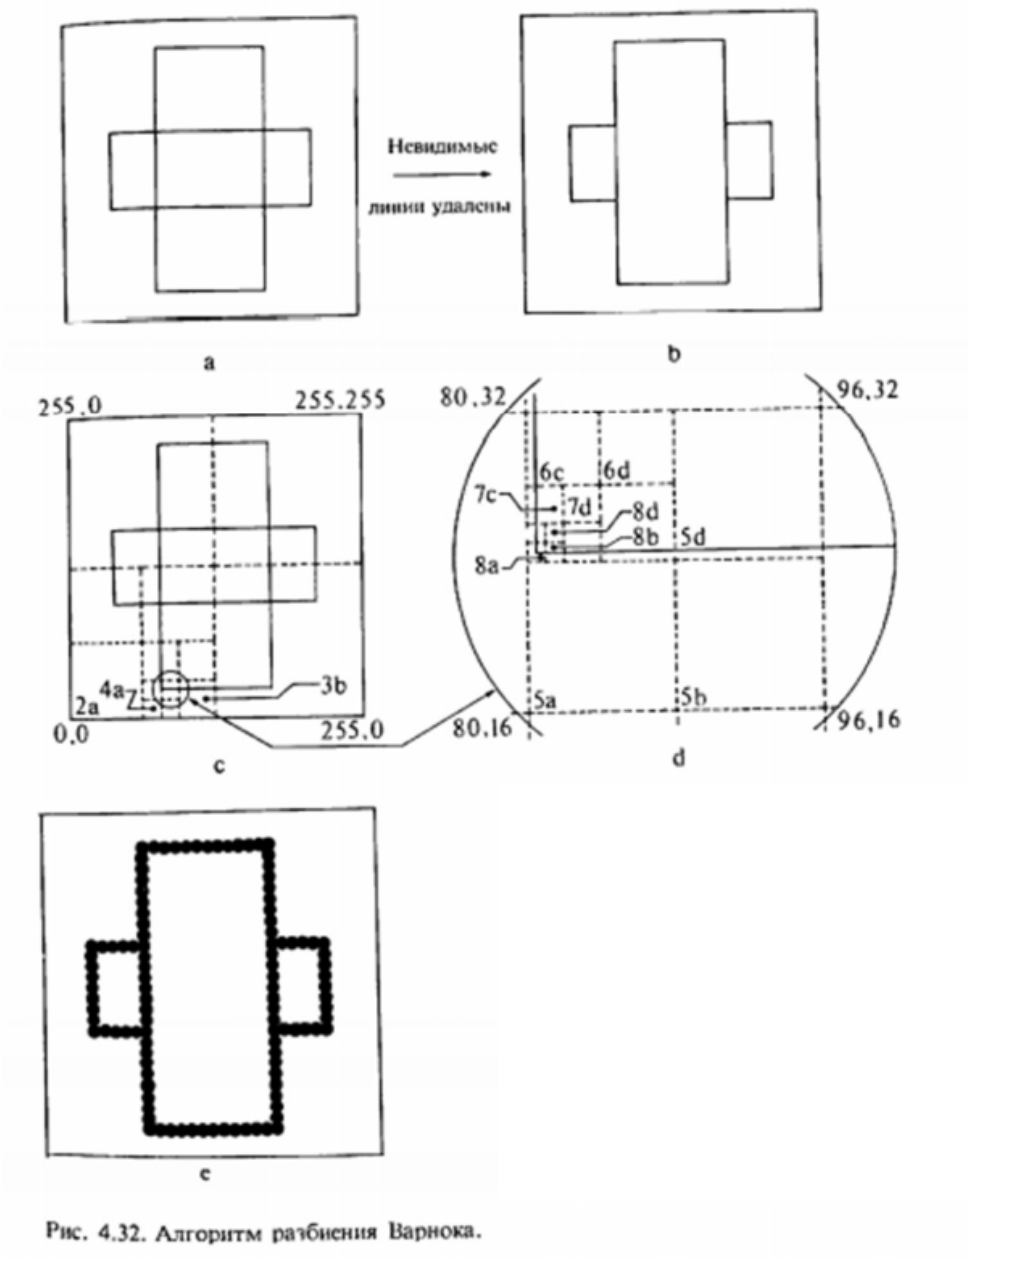 Невидимые
линии удалены
a
b
255.0
255.255
4a
2a
3b
0.0
255.0
c
80.32
96,32
6c
6d
7c
7d
8d
8b
5d
8a
5a
5b
80.16
96,16
d
e
Рис. 4.32. Алгоритм разбиения Варнока.